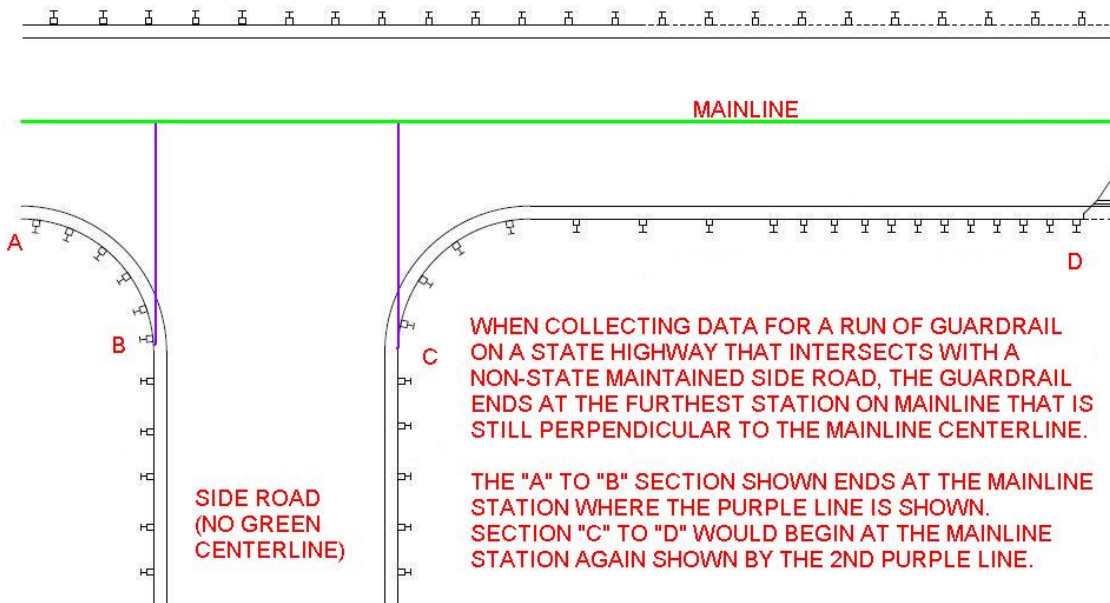 MAINLINE
A
B
C
D
WHEN COLLECTING DATA FOR A RUN OF GUARDRAIL
ON A STATE HIGHWAY THAT INTERSECTS WITH A
NON-STATE MAINTAINED SIDE ROAD, THE GUARDRAIL
ENDS AT THE FURTHEST STATION ON MAINLINE THAT IS
STILL PERPENDICULAR TO THE MAINLINE CENTERLINE.
THE "A" TO "B" SECTION SHOWN ENDS AT THE MAINLINE
STATION WHERE THE PURPLE LINE IS SHOWN.
SECTION "C" TO "D" WOULD BEGIN AT THE MAINLINE
STATION AGAIN SHOWN BY THE 2ND PURPLE LINE.
SIDE ROAD
(NO GREEN
CENTERLINE)